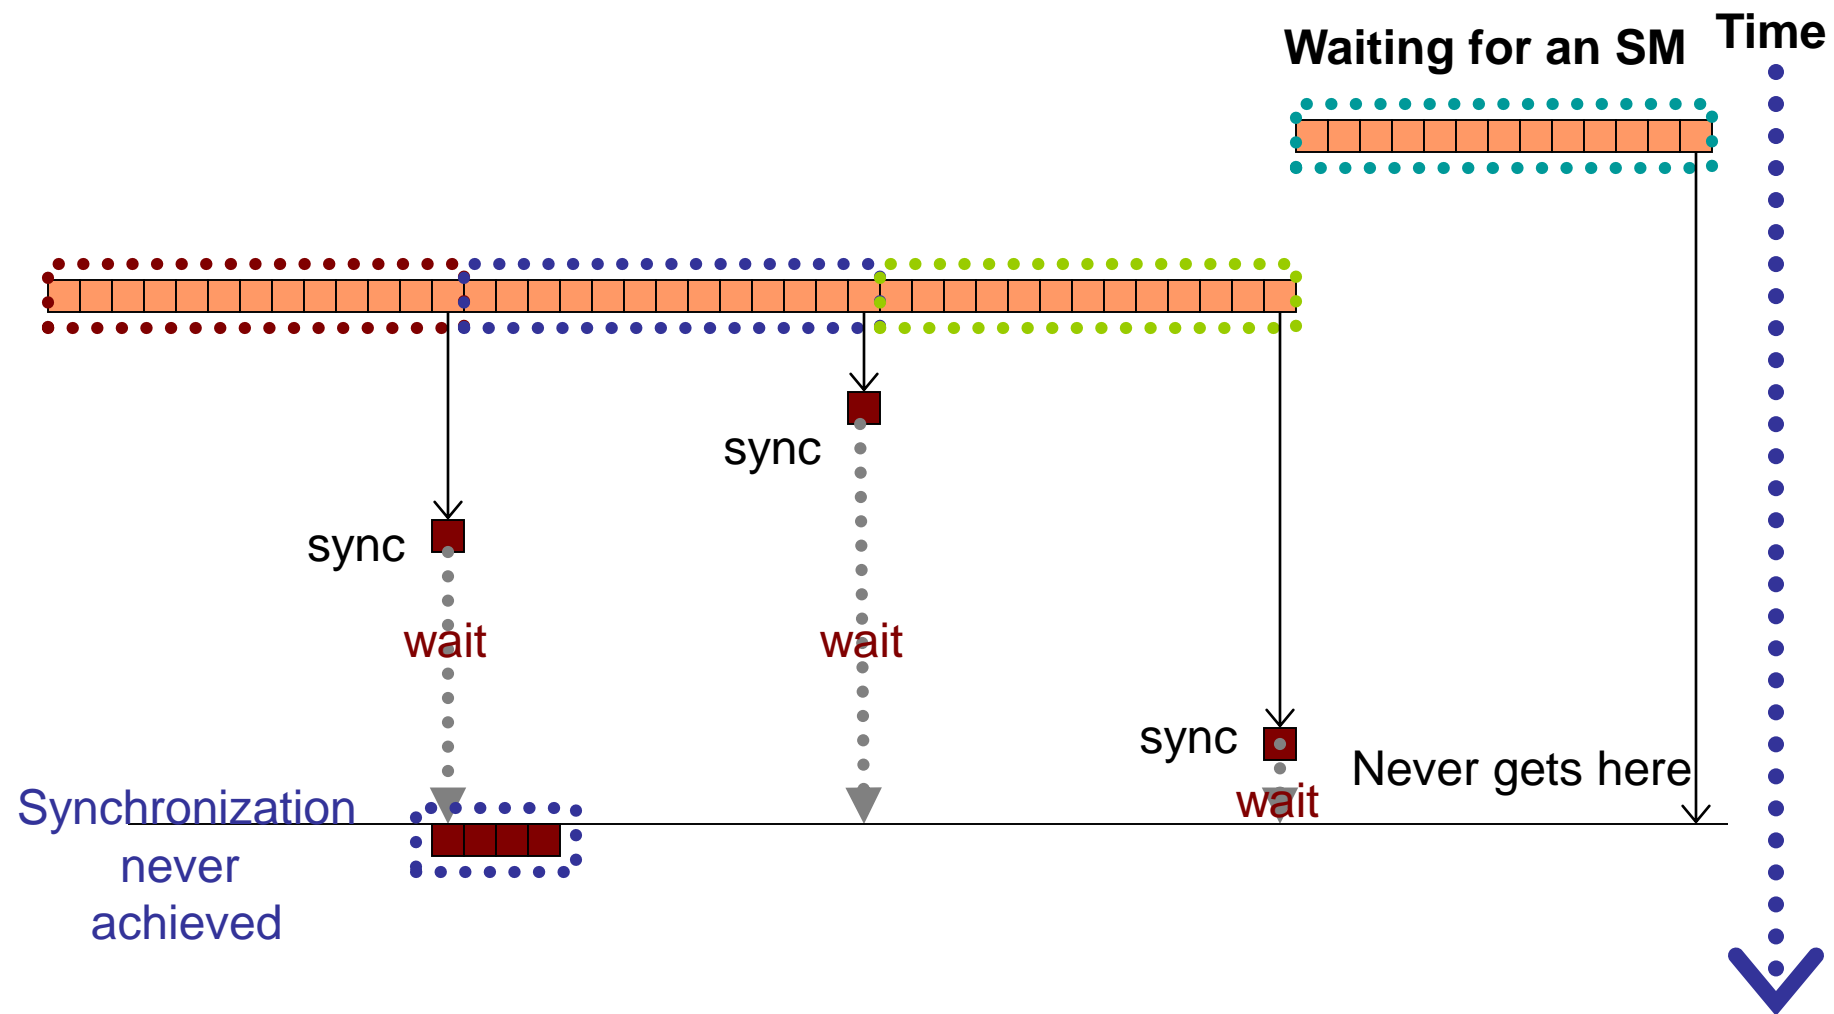 Waiting for an SM
Time
sync
sync
wait
wait
sync
Never gets here
wait
Synchronization
never
achieved